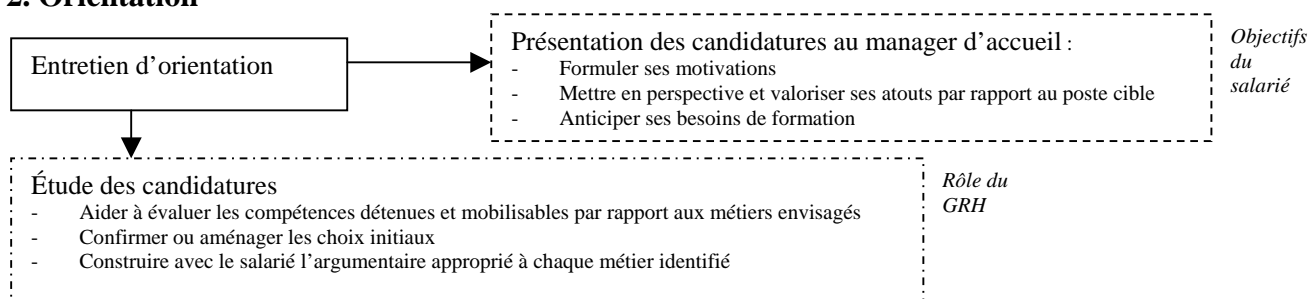 2. Orientation
Entretien d’orientation
Présentation des candidatures au manager d’accueil :
- Formuler ses motivations
- Mettre en perspective et valoriser ses atouts par rapport au poste cible
- Anticiper ses besoins de formation
Objectifs
du
salarié
Étude des candidatures
- Aider à évaluer les compétences détenues et mobilisables par rapport aux métiers envisagés
- Confirmer ou aménager les choix initiaux
- Construire avec le salarié l’argumentaire approprié à chaque métier identifié
Rôle du
GRH